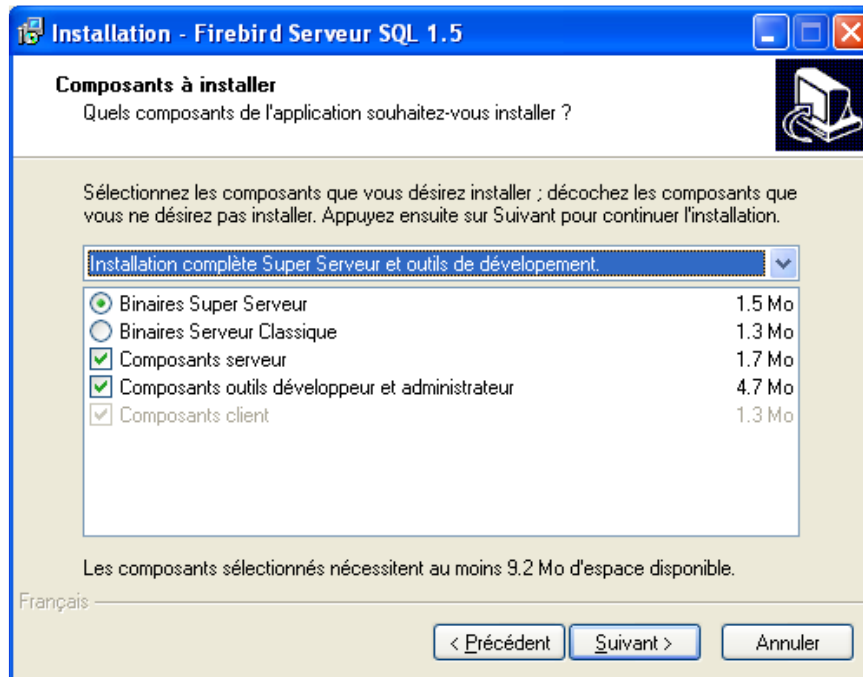 Installation - Firebird Serveur SQL 1.5
Composants à installer
Quels composants de l'application souhaitez-vous installer ?
Sélectionnez les composants que vous désirez installer ; décochez les composants que
vous ne désirez pas installer. Appuyez ensuite sur Suivant pour continuer l'installation.
Installation complète Super Serveur et outils de dévelopement.
Binaires Super Serveur 1.5 Mo
Binaires Serveur Classique 1.3 Mo
Composants serveur 1.7 Mo
Composants outils développeur et administrateur 4.7 Mo
Composants client 1.3 Mo
Les composants sélectionnés nécessitent au moins 9.2 Mo d'espace disponible.
Français
< Précédent Suivant > Annuler